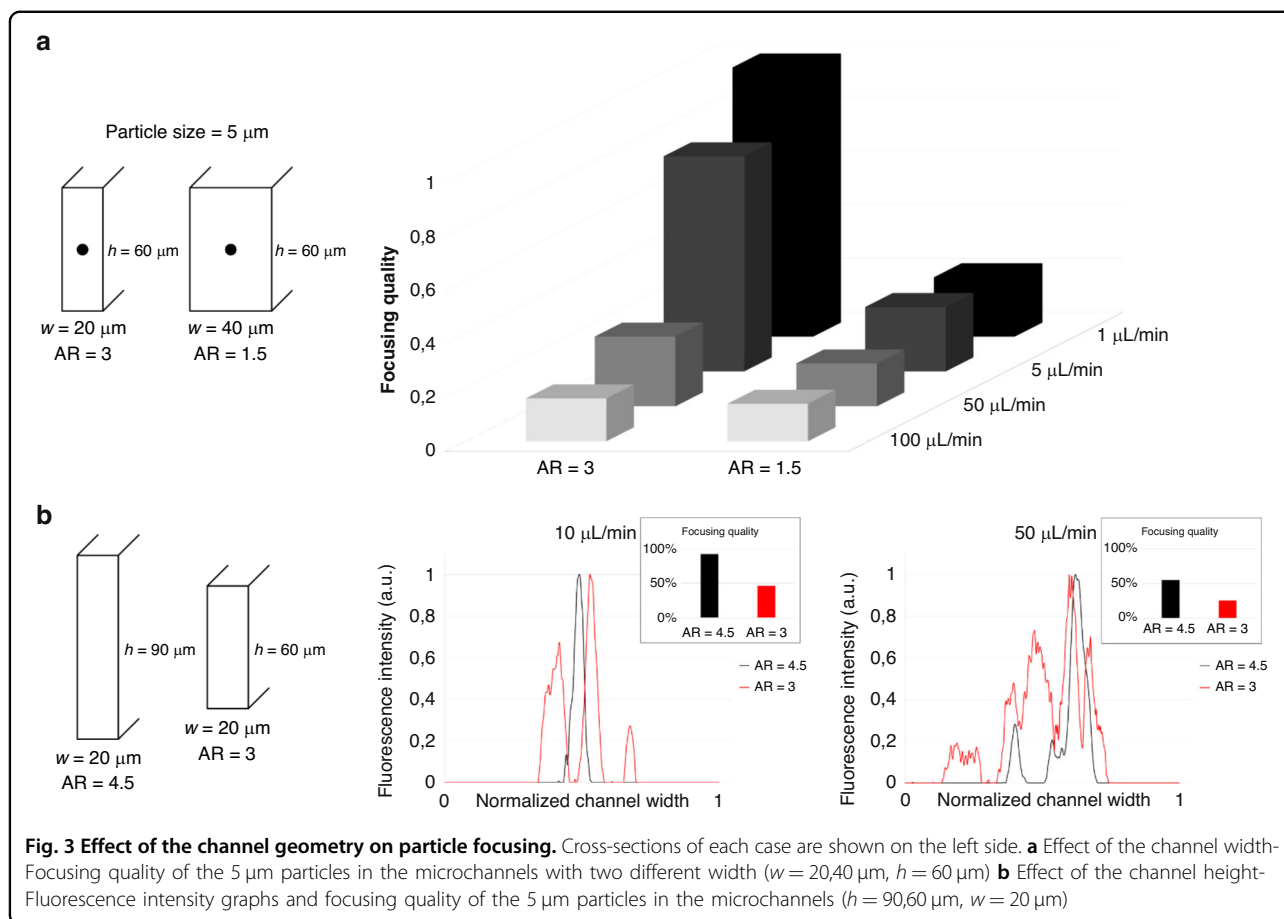 a
Particle size = 5 μm
h = 60 μm
h = 60 μm
w = 20 μm
w = 40 μm
AR = 3
AR = 1.5
Focusing quality
1
0,8
0,6
0,4
0,2
0
AR = 3
AR = 1.5
1 μL/min
5 μL/min
50 μL/min
100 μL/min
b
h = 90 μm
h = 60 μm
w = 20 μm
AR = 4.5
w = 20 μm
AR = 3
10 μL/min
Fluorescence intensity (a.u.)
1
0,8
0,6
0,4
0,2
0
0
Normalized channel width
1
Focusing quality
100%
50%
0%
AR = 4.5
AR = 3
AR = 4.5
AR = 3
50 μL/min
Fluorescence intensity (a.u.)
1
0,8
0,6
0,4
0,2
0
0
Normalized channel width
1
Focusing quality
100%
50%
0%
AR = 4.5
AR = 3
AR = 4.5
AR = 3
Fig. 3 Effect of the channel geometry on particle focusing. Cross-sections of each case are shown on the left side. a Effect of the channel width-
Focusing quality of the 5 μm particles in the microchannels with two different width (w = 20,40 μm, h = 60 μm) b Effect of the channel height-
Fluorescence intensity graphs and focusing quality of the 5 μm particles in the microchannels (h = 90,60 μm, w = 20 μm)